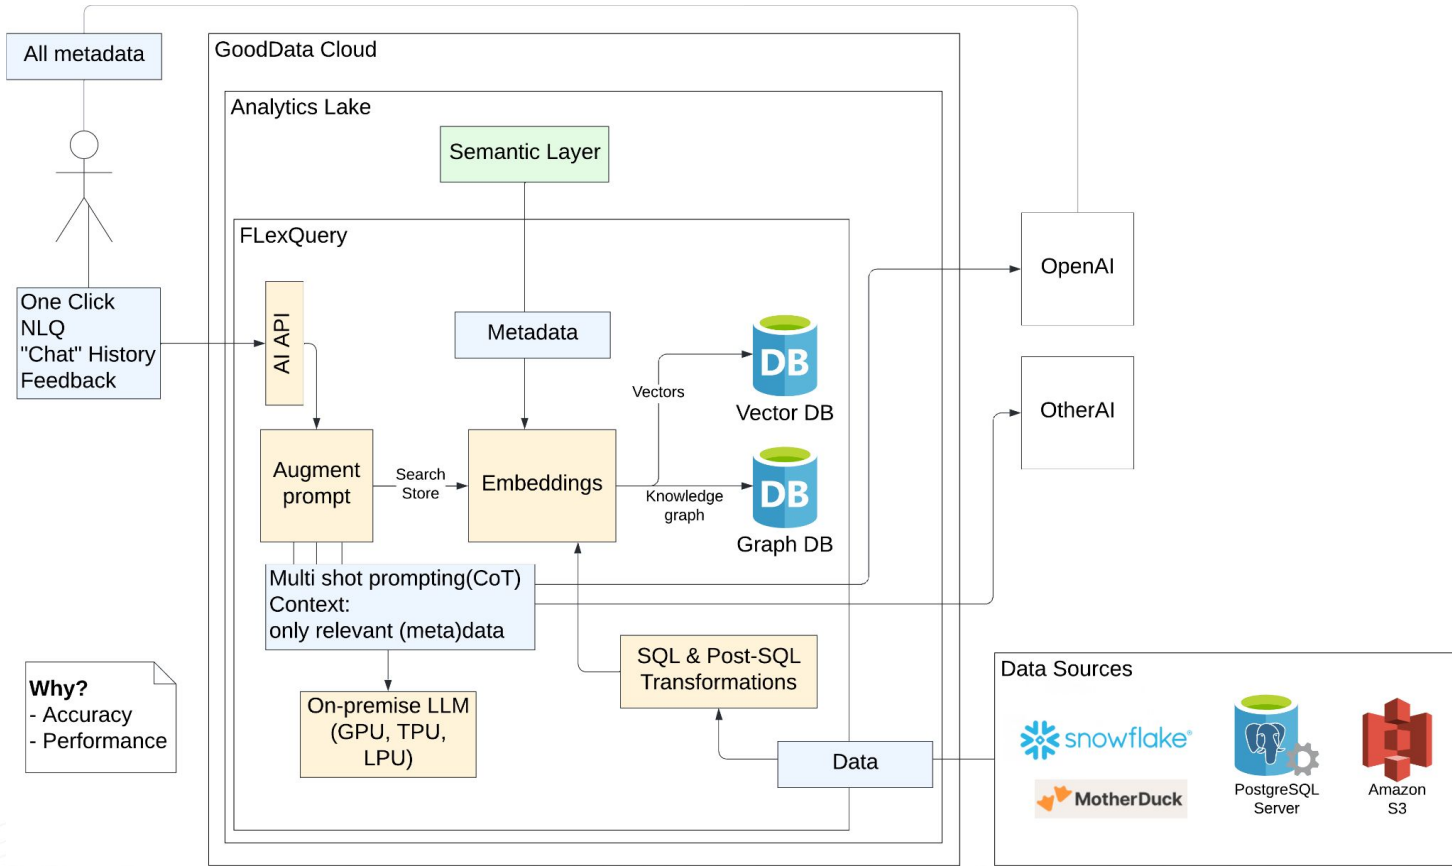 All metadata
GoodData Cloud
Analytics Lake
Semantic Layer
FLexQuery
OpenAI
One Click
NLQ
"Chat" History
Feedback
AI API
Metadata
DB
Vector DB
Vectors
OtherAI
Augment
prompt
Search
Store
Embeddings
Knowledge
graph
DB
Graph DB
Multi shot prompting(CoT)
Context:
only relevant (meta)data
SQL & Post-SQL
Transformations
Why?
- Accuracy
- Performance
On-premise LLM
(GPU, TPU,
LPU)
Data
Data Sources
snowflake®
MotherDuck
PostgreSQL
Server
Amazon
S3